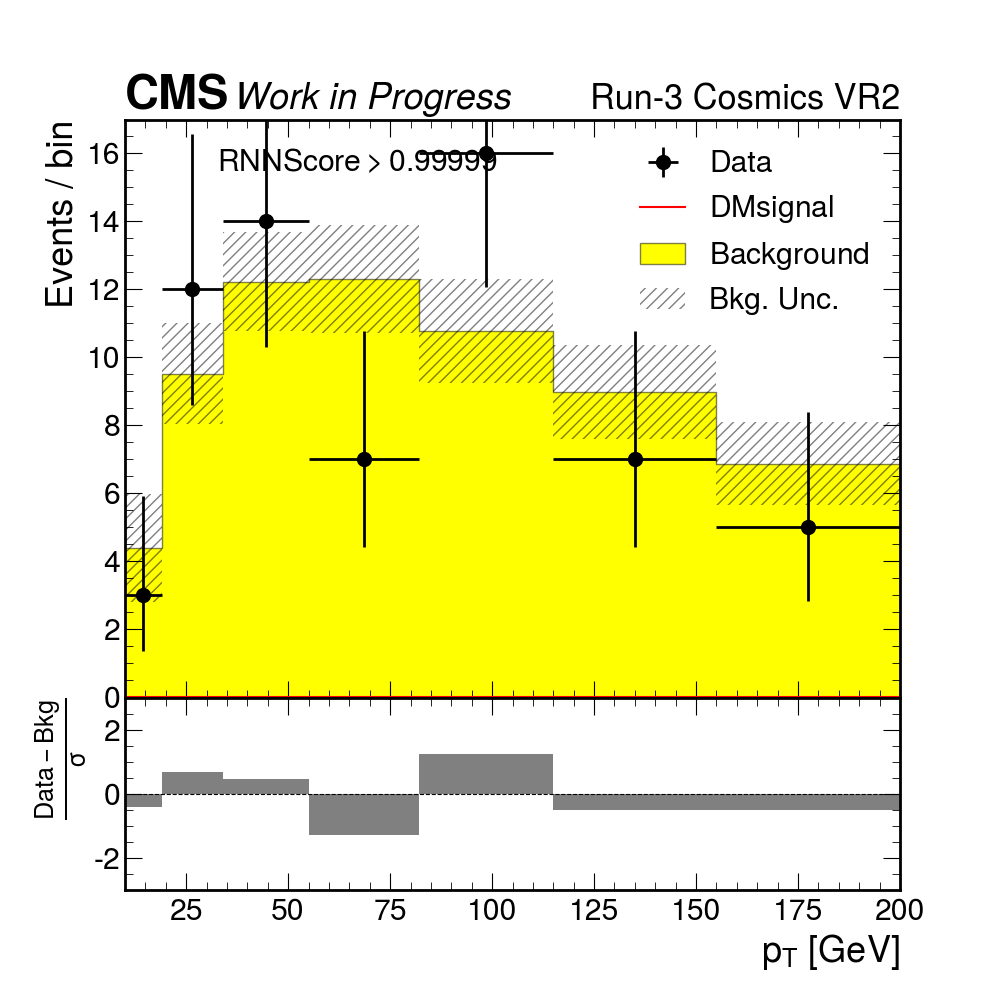 CMS Work in Progress Run-3 Cosmics VR2
Events / bin
RNNScore > 0.99999
Data
DMsignal
Background
Bkg. Unc.
16
14
12
10
8
6
4
2
0
Data − Bkg
σ
2
0
-2
25 50 75 100 125 150 175 200
pT [GeV]